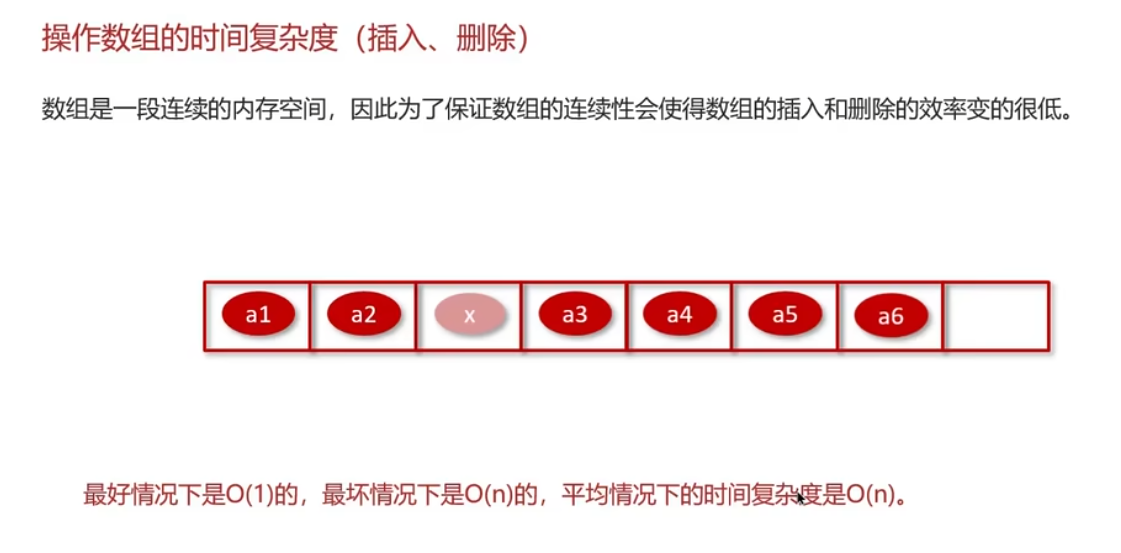 操作数组的时间复杂度（插入、删除）
数组是一段连续的内存空间，因此为了保证数组的连续性会使得数组的插入和删除的效率变的很低。
a1 a2 x a3 a4 a5 a6
最好情况下是O(1)的，最坏情况下是O(n)的，平均情况下的时间复杂度是O(n)。